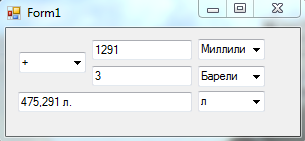 Form1
1291 Миллили
+
3 Барели
475,291 л. л